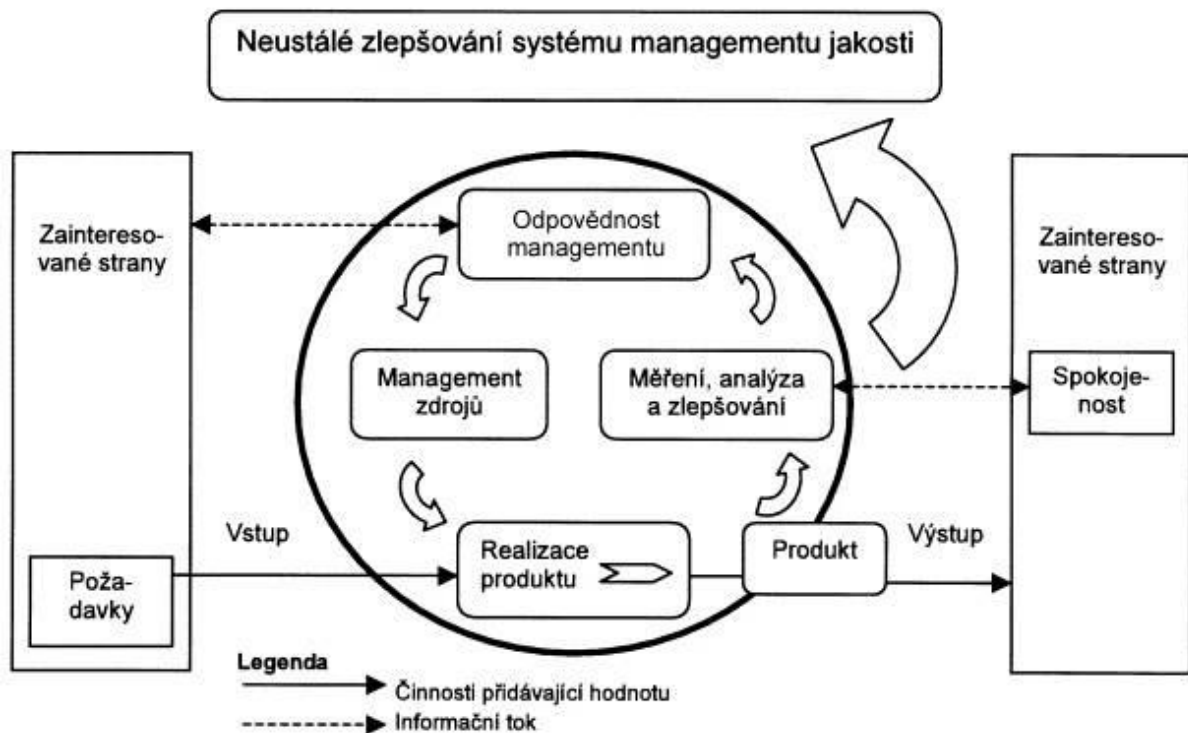 Neustálé zlepšování systému managementu jakosti
Zaintereso-
vané strany
Odpovědnost
managementu
Zaintereso-
vané strany
Management
zdrojů
Měření, analýza
a zlepšování
Spokoje-
nost
Vstup
Realizace
produktu
Produkt
Výstup
Poža-
davky
Legenda
Činnosti přidávající hodnotu
Informační tok